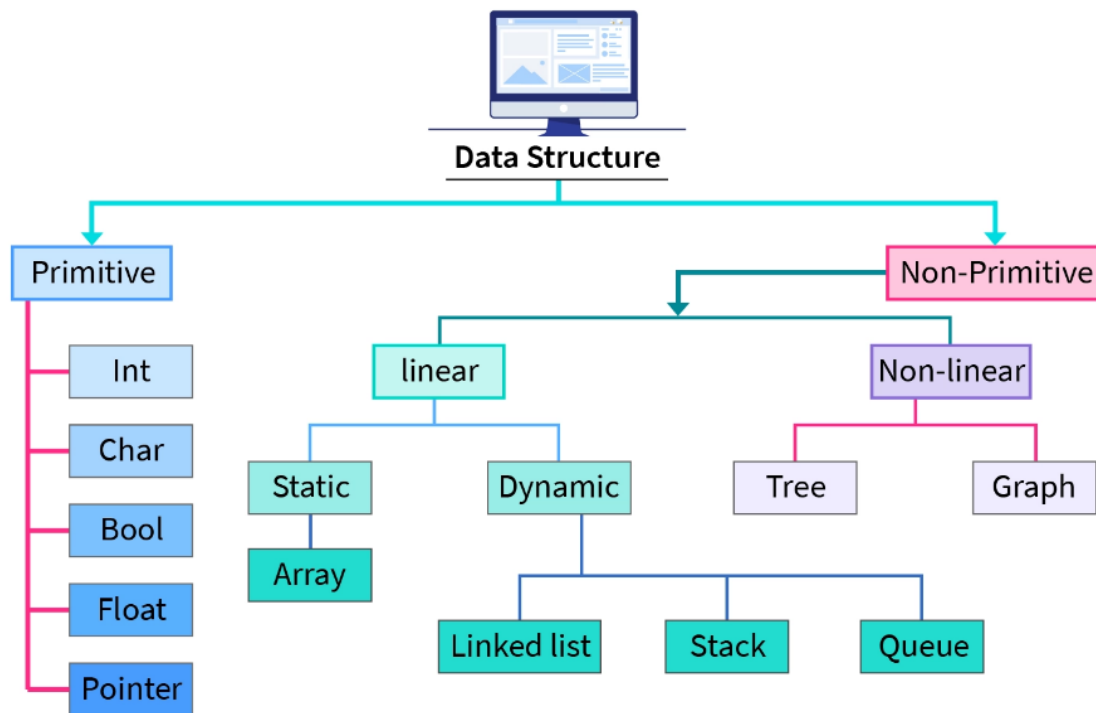 Data Structure
Primitive
Non-Primitive
Int
Char
Bool
Float
Pointer
linear
Non-linear
Static
Dynamic
Tree
Graph
Array
Linked list
Stack
Queue